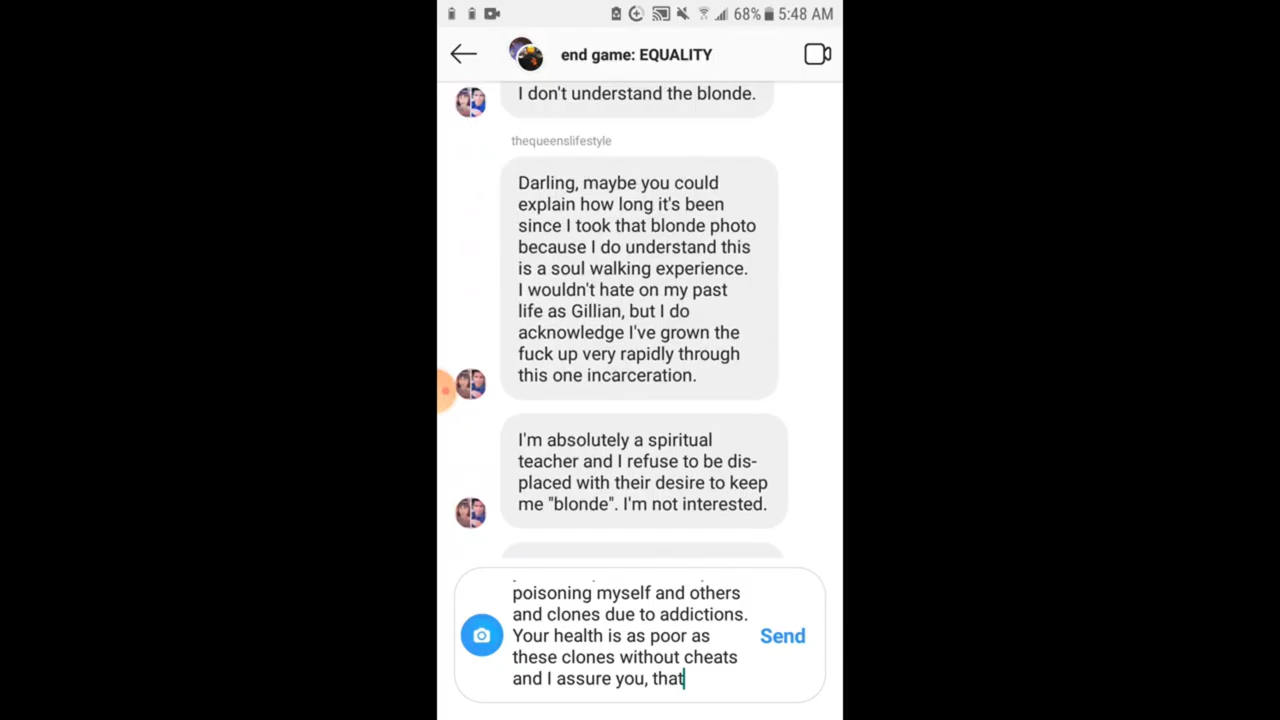 68% 5:48 AM
end game: EQUALITY
I don't understand the blonde.
thequeenslifestyle
Darling, maybe you could
explain how long it's been
since I took that blonde photo
because I do understand this
is a soul walking experience.
I wouldn't hate on my past
life as Gillian, but I do
acknowledge I've grown the
fuck up very rapidly through
this one incarceration.
I'm absolutely a spiritual
teacher and I refuse to be dis-
placed with their desire to keep
me "blonde". I'm not interested.
poisoning myself and others
and clones due to addictions.
Your health is as poor as
these clones without cheats
and I assure you, that
Send